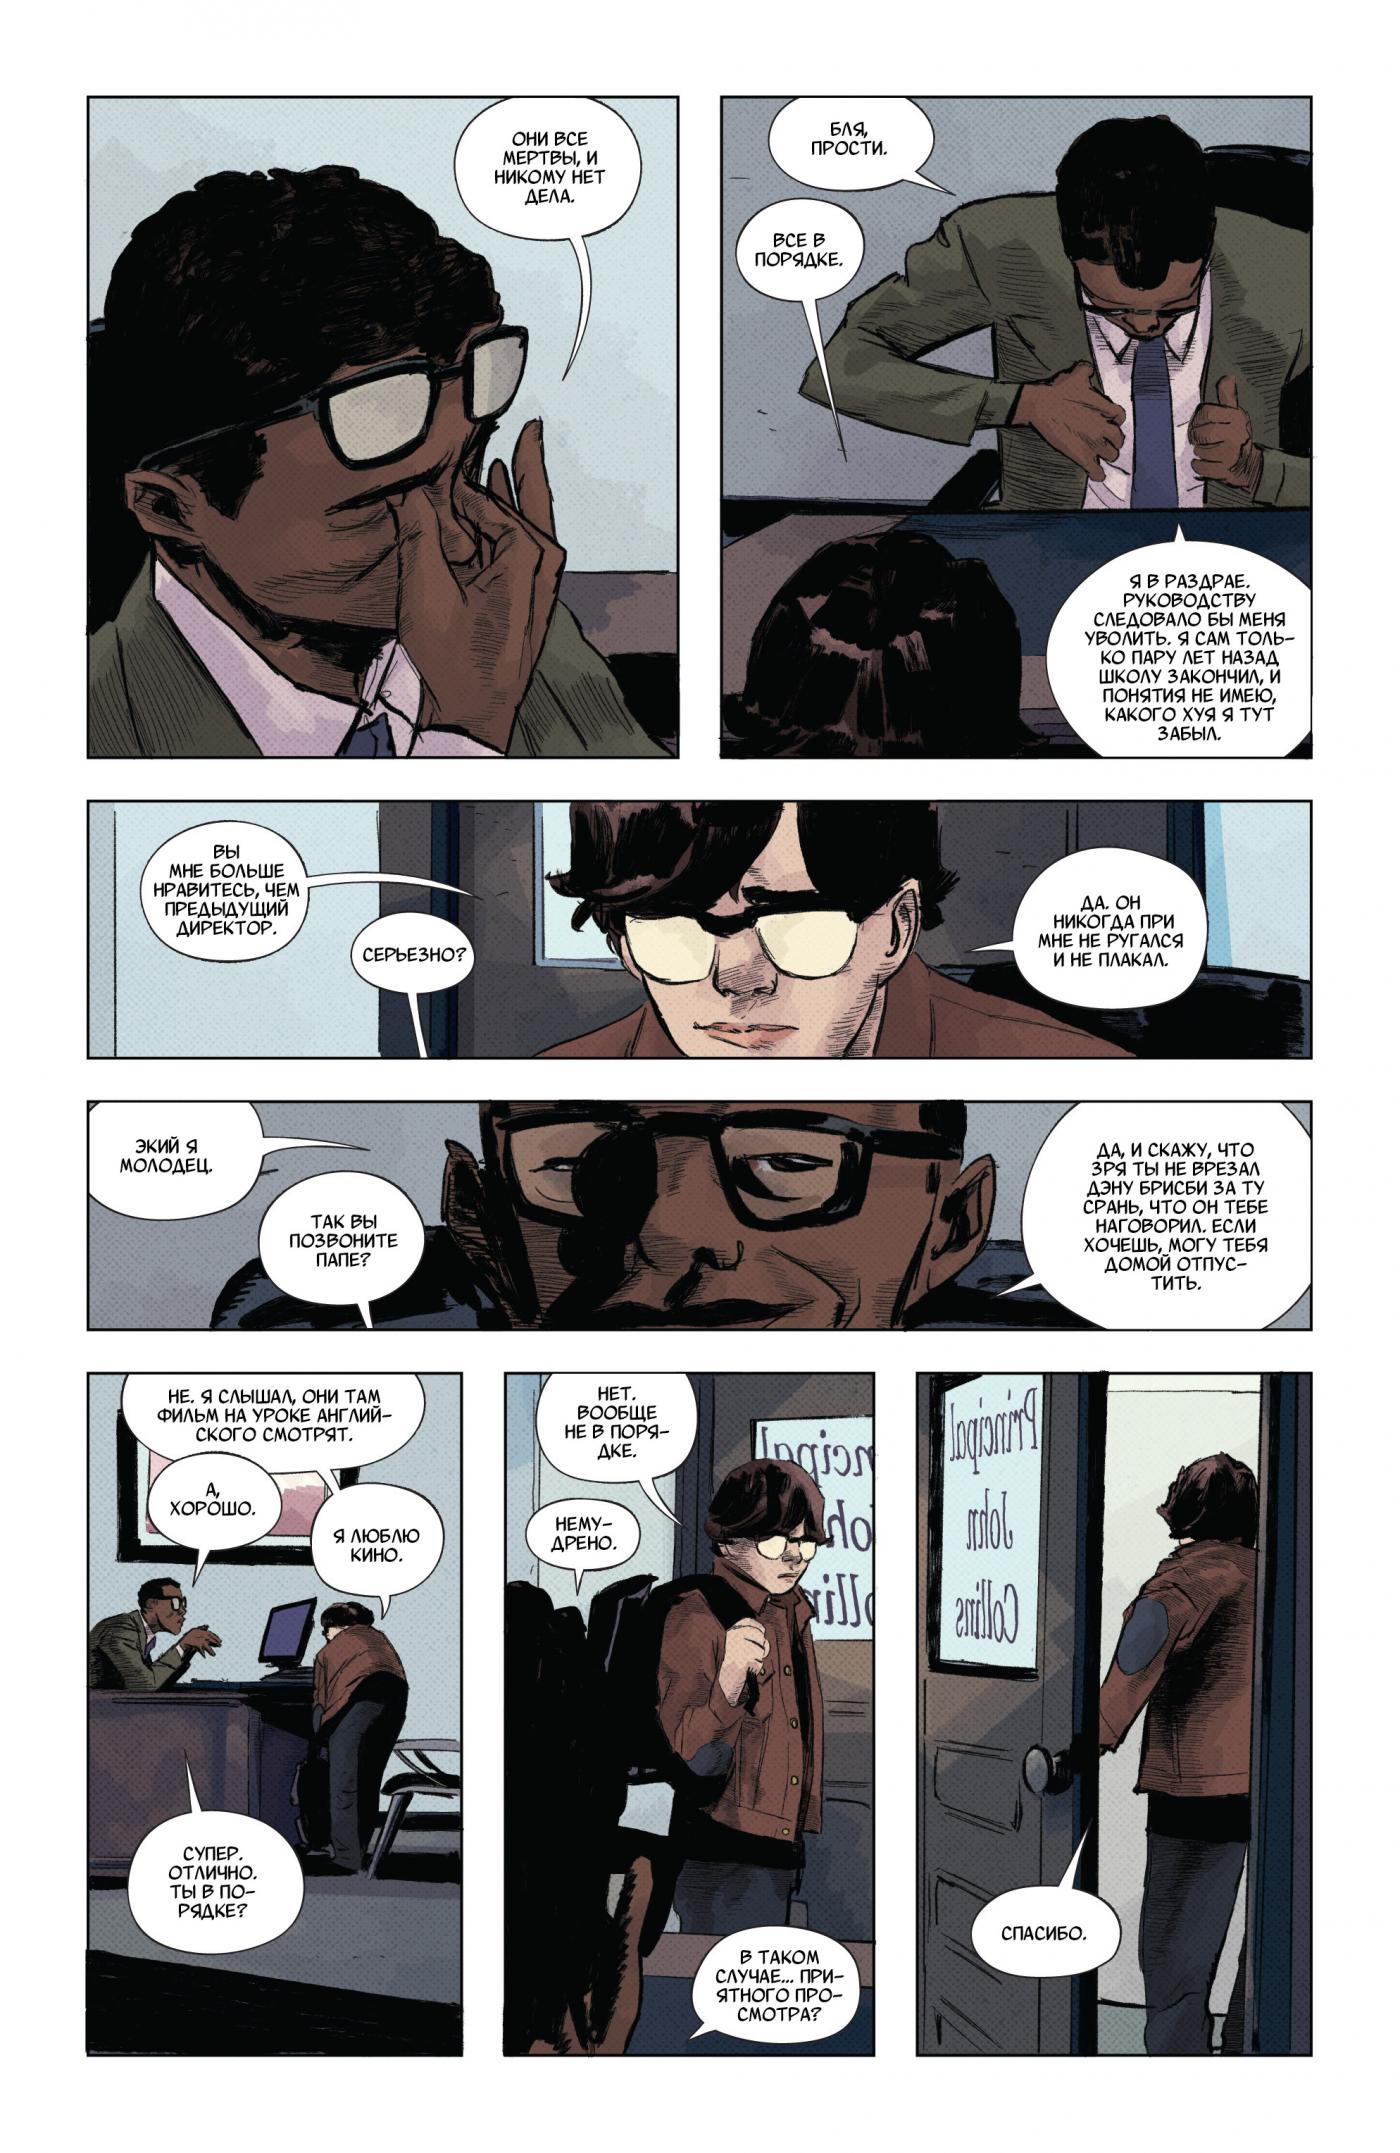 ОНИ ВСЕ
МЕРТВЫ, И
НИКОМУ НЕТ
ДЕЛА.
БЛЯ,
ПРОСТИ.
ВСЕ В
ПОРЯДКЕ.
Я В РАЗДРАЕ.
РУКОВОДСТВУ
СЛЕДОВАЛО БЫ МЕНЯ
УВОЛИТЬ. Я САМ ТОЛЬ-
КО ПАРУ ЛЕТ НАЗАД
ШКОЛУ ЗАКОНЧИЛ, И
ПОНЯТИЯ НЕ ИМЕЮ,
КАКОГО ХУЯ Я ТУТ
ЗАБЫЛ.
ВЫ
МНЕ БОЛЬШЕ
НРАВИТЕСЬ, ЧЕМ
ПРЕДЫДУЩИЙ
ДИРЕКТОР.
СЕРЬЕЗНО?
ДА. ОН
НИКОГДА ПРИ
МНЕ НЕ РУГАЛСЯ
И НЕ ПЛАКАЛ.
ЭКИЙ Я
МОЛОДЕЦ.
ТАК ВЫ
ПОЗВОНИТЕ
ПАПЕ?
ДА, И СКАЖУ, ЧТО
ЗРЯ ТЫ НЕ ВРЕЗАЛ
ДЭНУ БРИСБИ ЗА ТУ
СРАНЬ, ЧТО ОН ТЕБЕ
НАГОВОРИЛ. ЕСЛИ
ХОЧЕШЬ, МОГУ ТЕБЯ
ДОМОЙ ОТПУС-
ТИТЬ.
НЕ. Я СЛЫШАЛ, ОНИ ТАМ
ФИЛЬМ НА УРОКЕ АНГЛИЙ-
СКОГО СМОТРЯТ.
А,
ХОРОШО.
Я ЛЮБЛЮ
КИНО.
СУПЕР.
ОТЛИЧНО.
ТЫ В ПО-
РЯДКЕ?
НЕТ.
ВООБЩЕ
НЕ В ПОРЯ-
ДКЕ.
НЕМУ-
ДРЕНО.
ncipal
oh
ollin
В ТАКОМ
СЛУЧАЕ... ПРИ-
ЯТНОГО ПРО-
СМОТРА?
Principal
John
Collins
СПАСИБО.